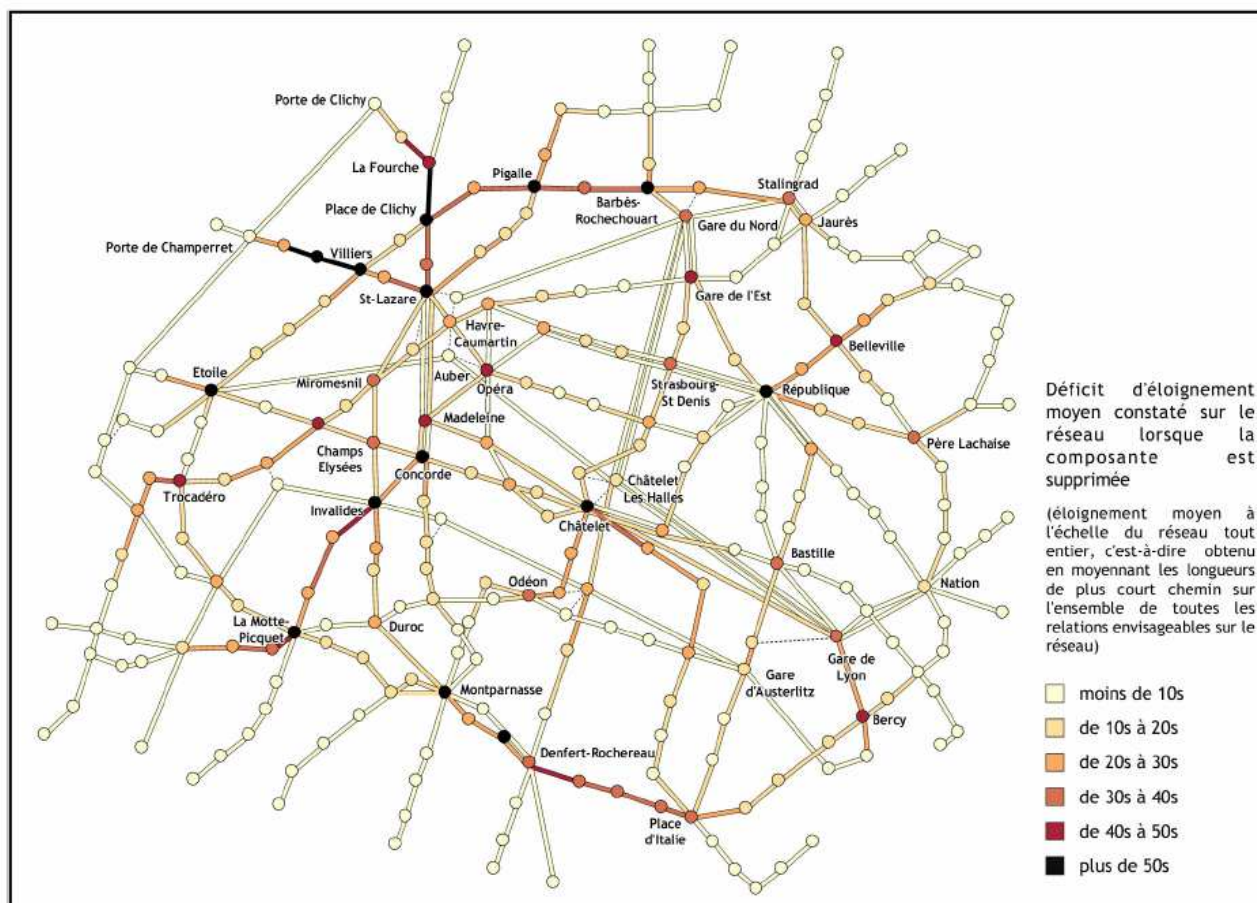 Porte de Clichy
La Fourche
Pigalle
Place de Clichy
Barbès-
Rochechouart
Stalingrad
Gare du Nord
Jaurès
Porte de Champerret
Villiers
St-Lazare
Gare de l'Est
Havre-
Caumartin
Belleville
Etoile
Miromesnil
Auber
Opéra
Strasbourg-
St Denis
République
Madeleine
Père Lachaise
Champs
Elysées
Concorde
Trocadéro
Châtelet
Les Halles
Invalides
Châtelet
Bastille
Odéon
Nation
La Motte-
Picquet
Duroc
Gare de
Lyon
Gare
d'Austerlitz
Montparnasse
Bercy
Denfert-Rochereau
Place
d'Italie
Déficit d'éloignement
moyen constaté sur le
réseau lorsque la
composante est
supprimée
(éloignement moyen à
l'échelle du réseau tout
entier, c'est-à-dire obtenu
en moyennant les longueurs
de plus court chemin sur
l'ensemble de toutes les
relations envisageables sur le
réseau)
moins de 10s
de 10s à 20s
de 20s à 30s
de 30s à 40s
de 40s à 50s
plus de 50s